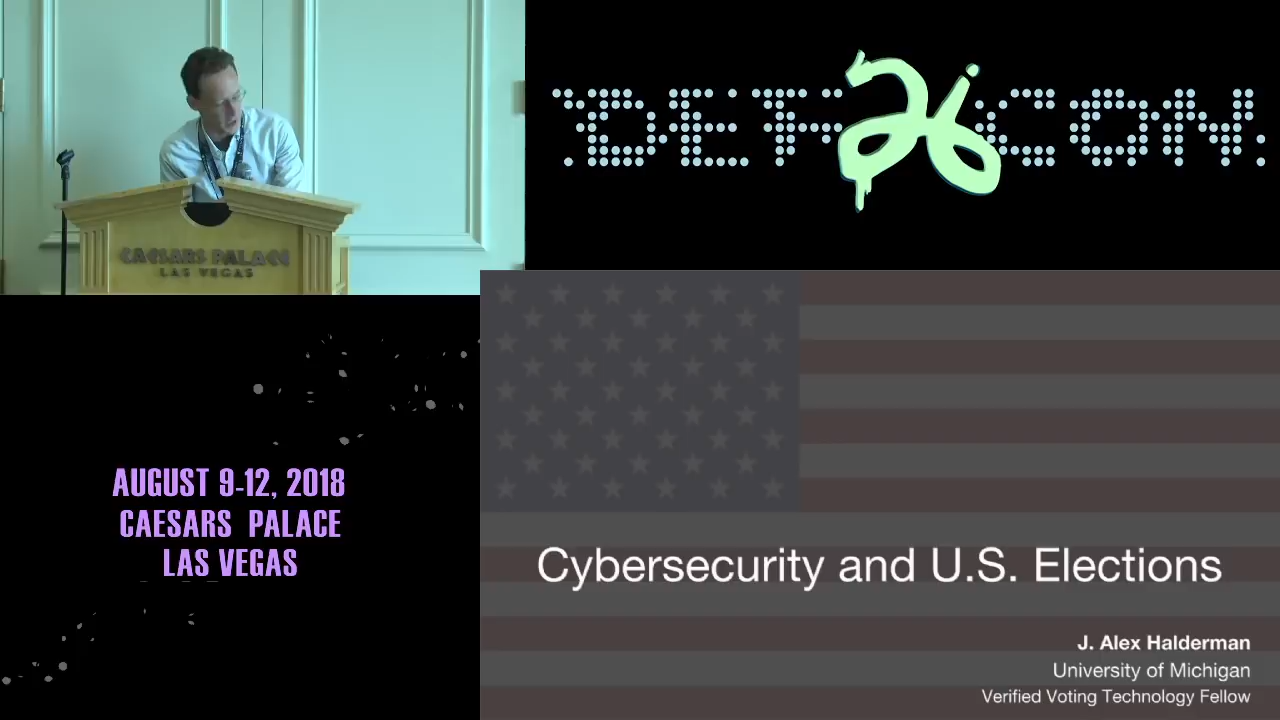 DEF 26 CON
CAESARS PALACE
LAS VEGAS
AUGUST 9-12, 2018
CAESARS PALACE
LAS VEGAS
Cybersecurity and U.S. Elections
J. Alex Halderman
University of Michigan
Verified Voting Technology Fellow